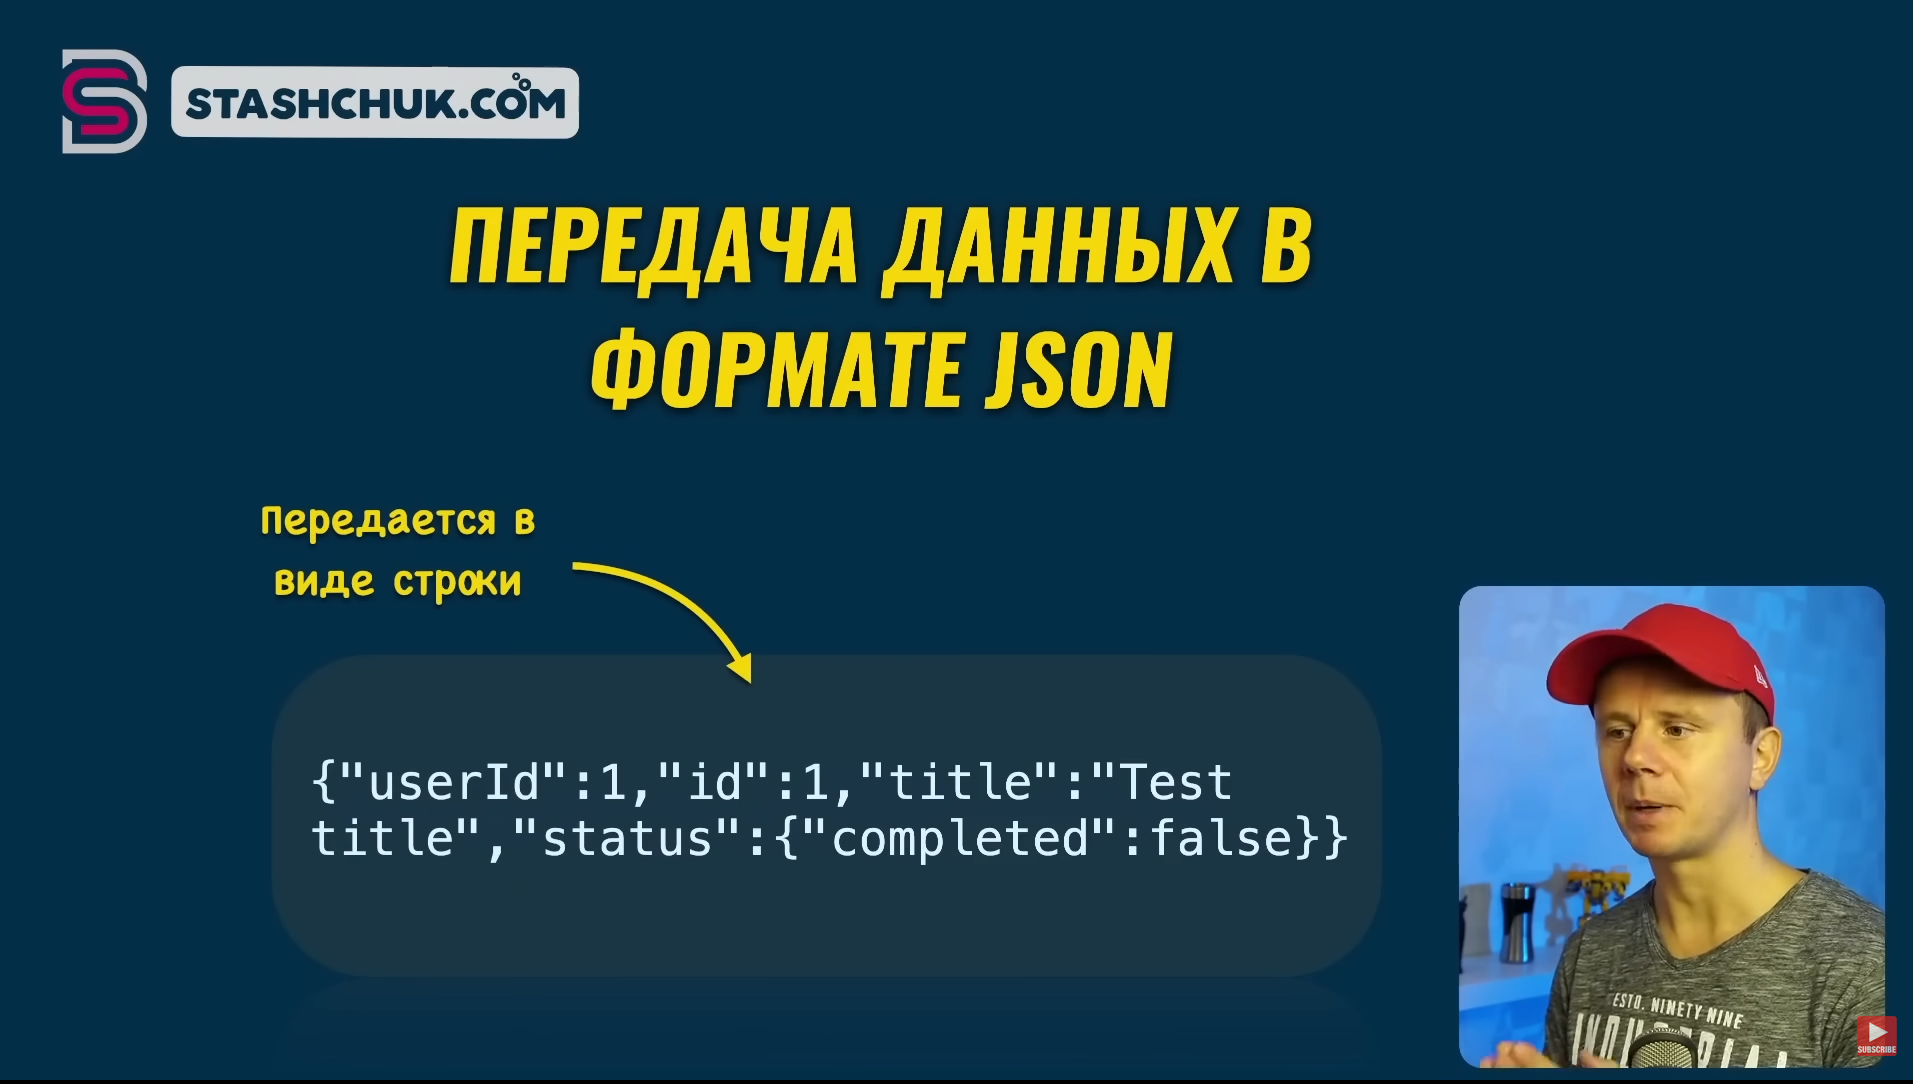 STASHCHUK.COM
ПЕРЕДАЧА ДАННЫХ В
ФОРМАТЕ JSON
Передается в
виде строки
{"userId":1,"id":1,"title":"Test
title","status":{"completed":false}}
ESTD. NINETY NINE
SUBSCRIBE